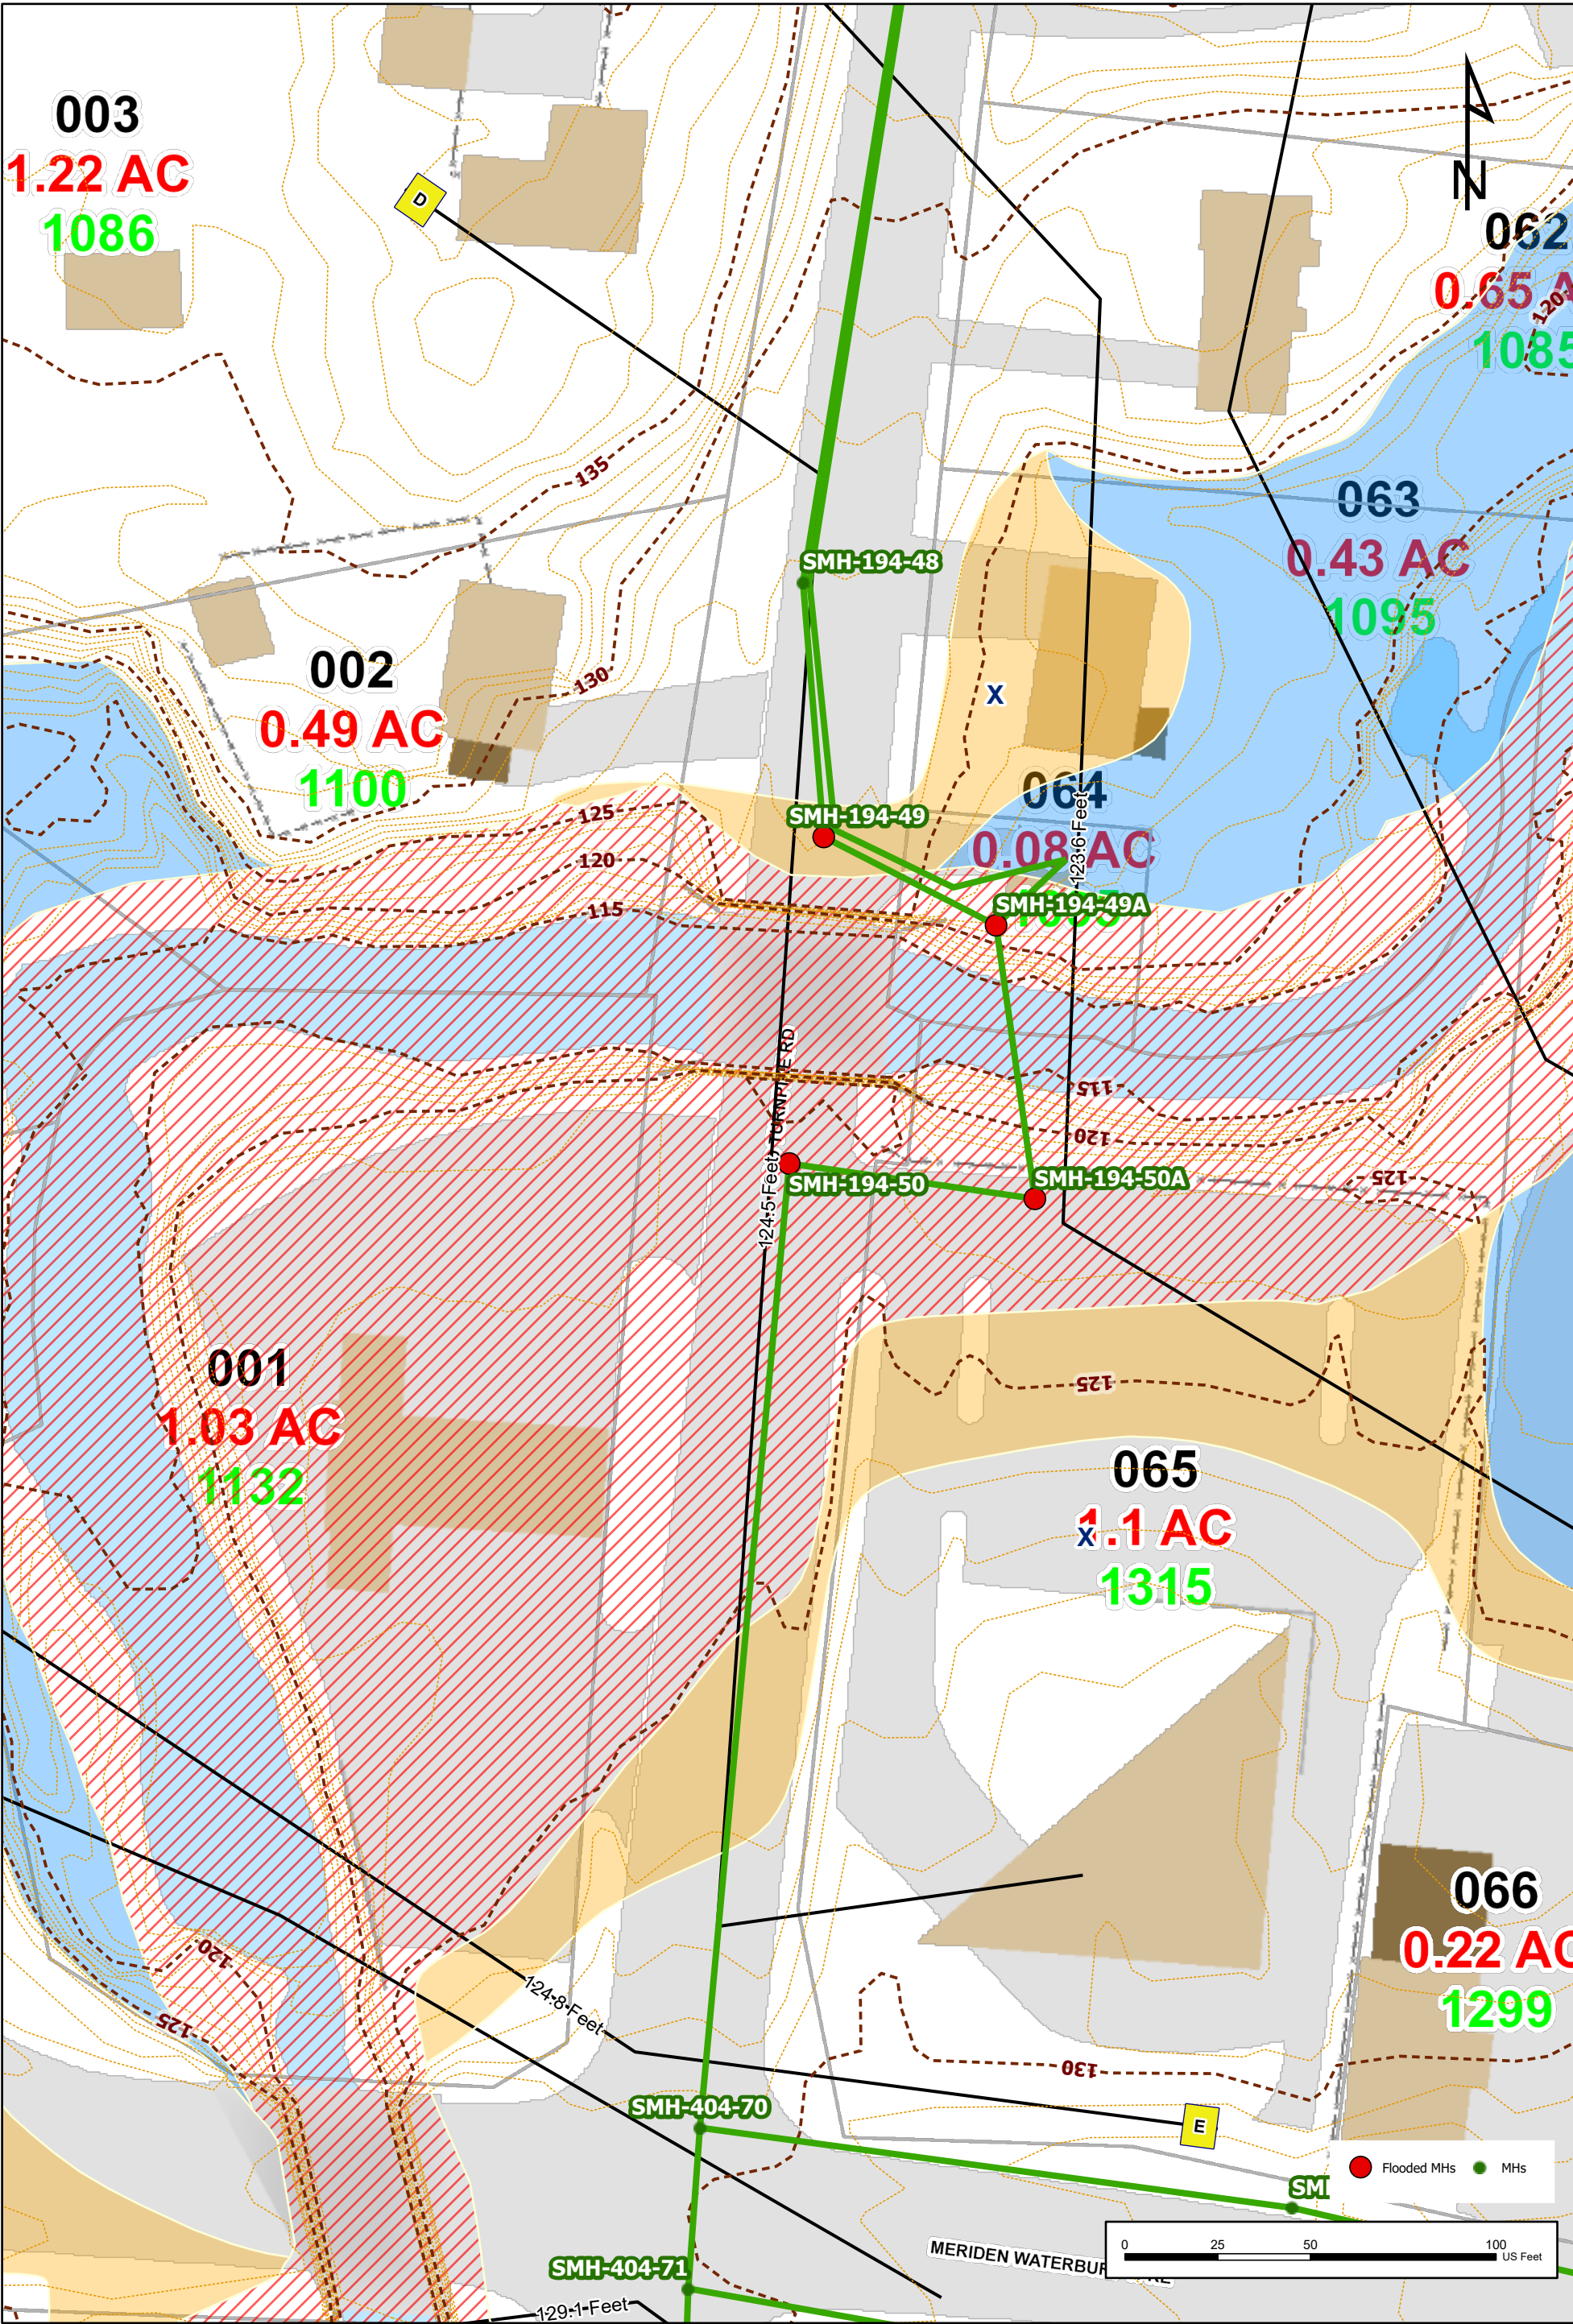 003
1.22 AC
1086
D
N
062
0.65 A
1085
120
135
SMH-194-48
063
0.43 AC
1095
002
0.49 AC
1100
130
X
125
120
115
SMH-194-49
064
0.08 AC
123.6 Feet
SMH-194-49A
TURNPIKE RD
115
120
125
SMH-194-50
SMH-194-50A
124.5 Feet
001
1.03 AC
1132
125
065
X
1.1 AC
1315
066
0.22 AC
1299
120
125
124.8 Feet
130
SMH-404-70
E
Flooded MHs
MHs
SMH
0 25 50 100
US Feet
SMH-404-71
MERIDEN WATERBURY
129.1 Feet